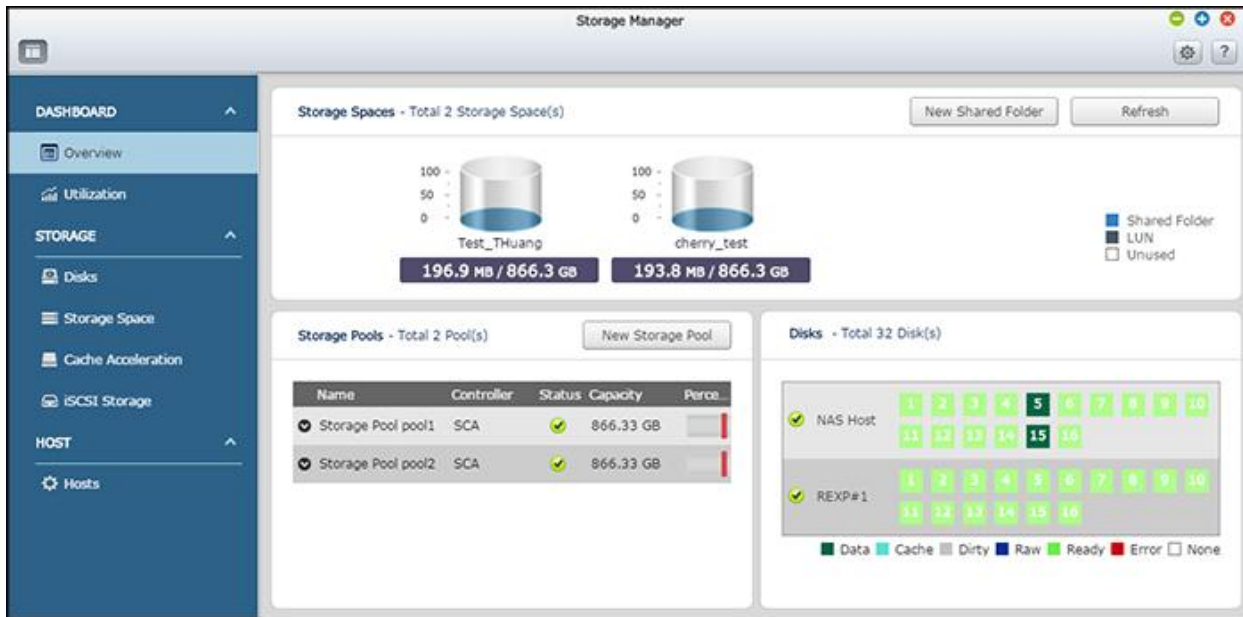 Storage Manager
?
DASHBOARD
Overview
Utilization
STORAGE
Disks
Storage Space
Cache Acceleration
iSCSI Storage
HOST
Hosts
Storage Spaces - Total 2 Storage Space(s)
New Shared Folder
Refresh
100
50
0
Test_THuang
196.9 MB / 866.3 GB
100
50
0
cherry_test
193.8 MB / 866.3 GB
Shared Folder
LUN
Unused
Storage Pools - Total 2 Pool(s)
New Storage Pool
Name Controller Status Capacity Perce...
Storage Pool pool1 SCA 866.33 GB
Storage Pool pool2 SCA 866.33 GB
Disks - Total 32 Disk(s)
NAS Host
1 2 3 4 5 6 7 8 9 10
11 12 13 14 15 16
REXP#1
1 2 3 4 5 6 7 8 9 10
11 12 13 14 15 16
Data Cache Dirty Raw Ready Error None